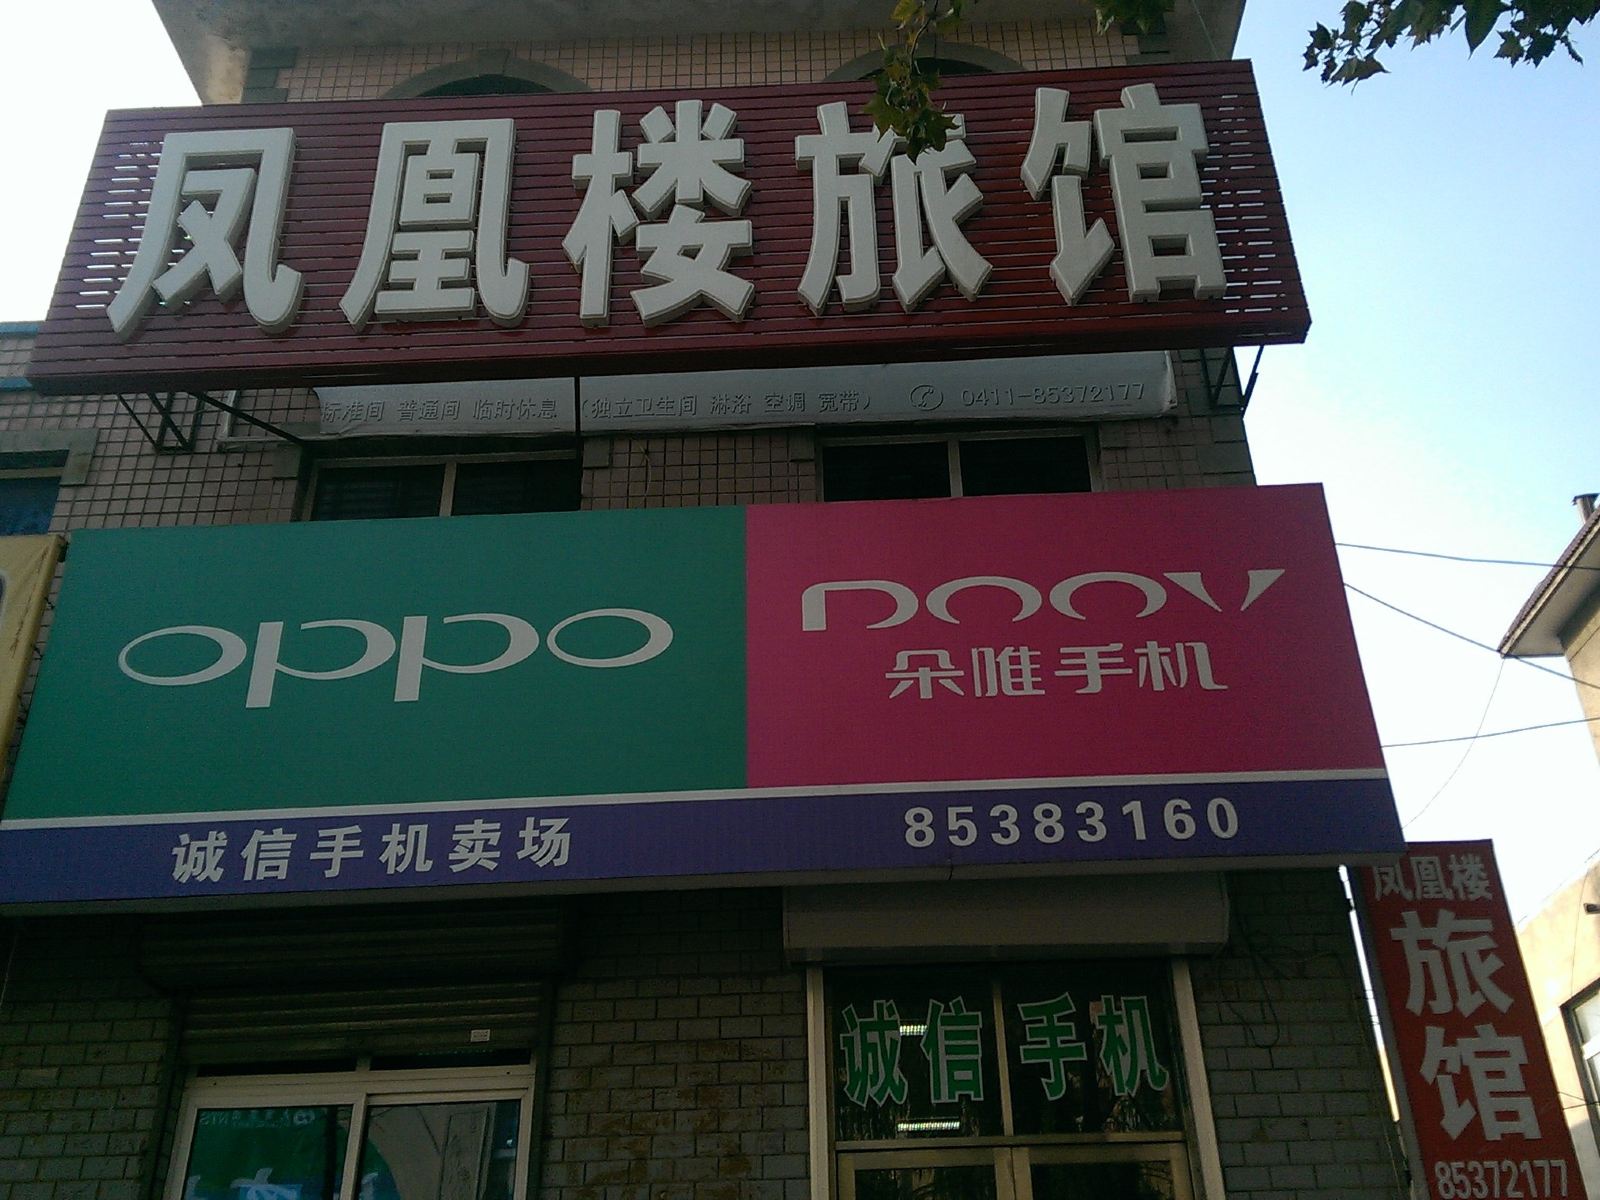 凤凰楼旅馆
标准间 普通间 临时休息 (独立卫生间 淋浴 空调 宽带) 0411-85372177
oppo
DOOV
朵唯手机
诚信手机卖场 85383160
诚信手机
凤凰楼
旅馆
85372177